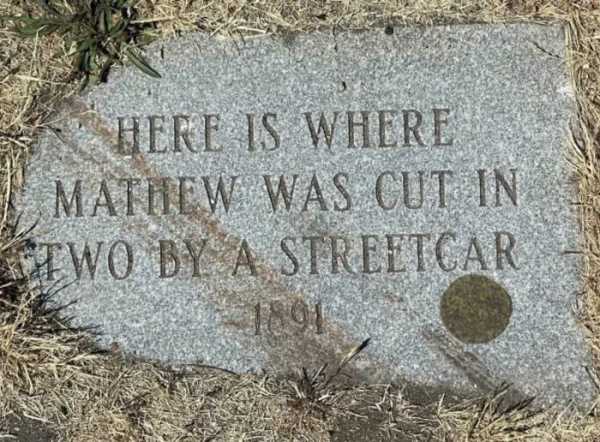 HERE IS WHERE
MATHEW WAS CUT IN
TWO BY A STREETCAR
1891